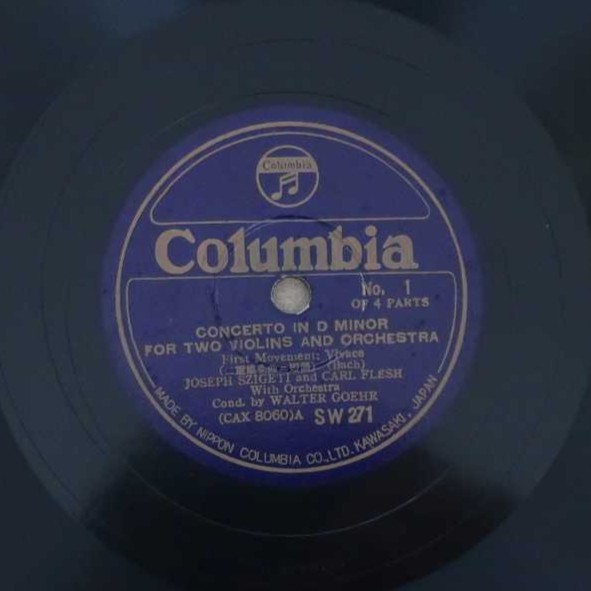 Columbia
Columbia
No. 1
OF 4 PARTS
CONCERTO IN D MINOR
FOR TWO VIOLINS AND ORCHESTRA
First Movement: Vivace
(Bach)
JOSEPH SZIGETI and CARL FLESH
With Orchestra
Cond. by WALTER GOEHR
(CAX 8060)A SW 271
MADE BY NIPPON COLUMBIA CO., LTD. KAWASAKI, JAPAN